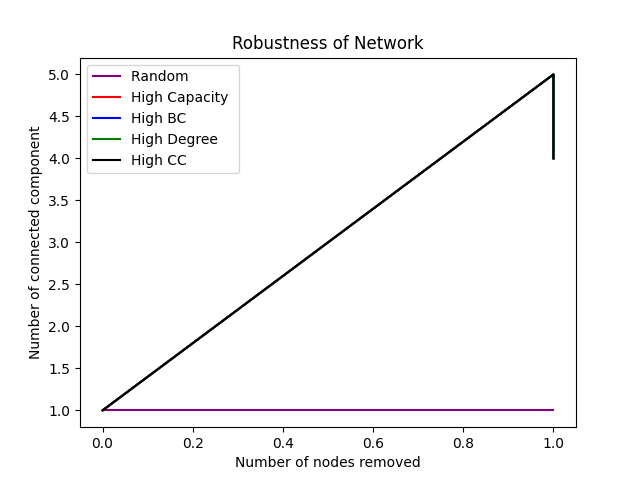 Robustness of Network
Random
High Capacity
High BC
High Degree
High CC
Number of connected component
5.0
4.5
4.0
3.5
3.0
2.5
2.0
1.5
1.0
0.0 0.2 0.4 0.6 0.8 1.0
Number of nodes removed